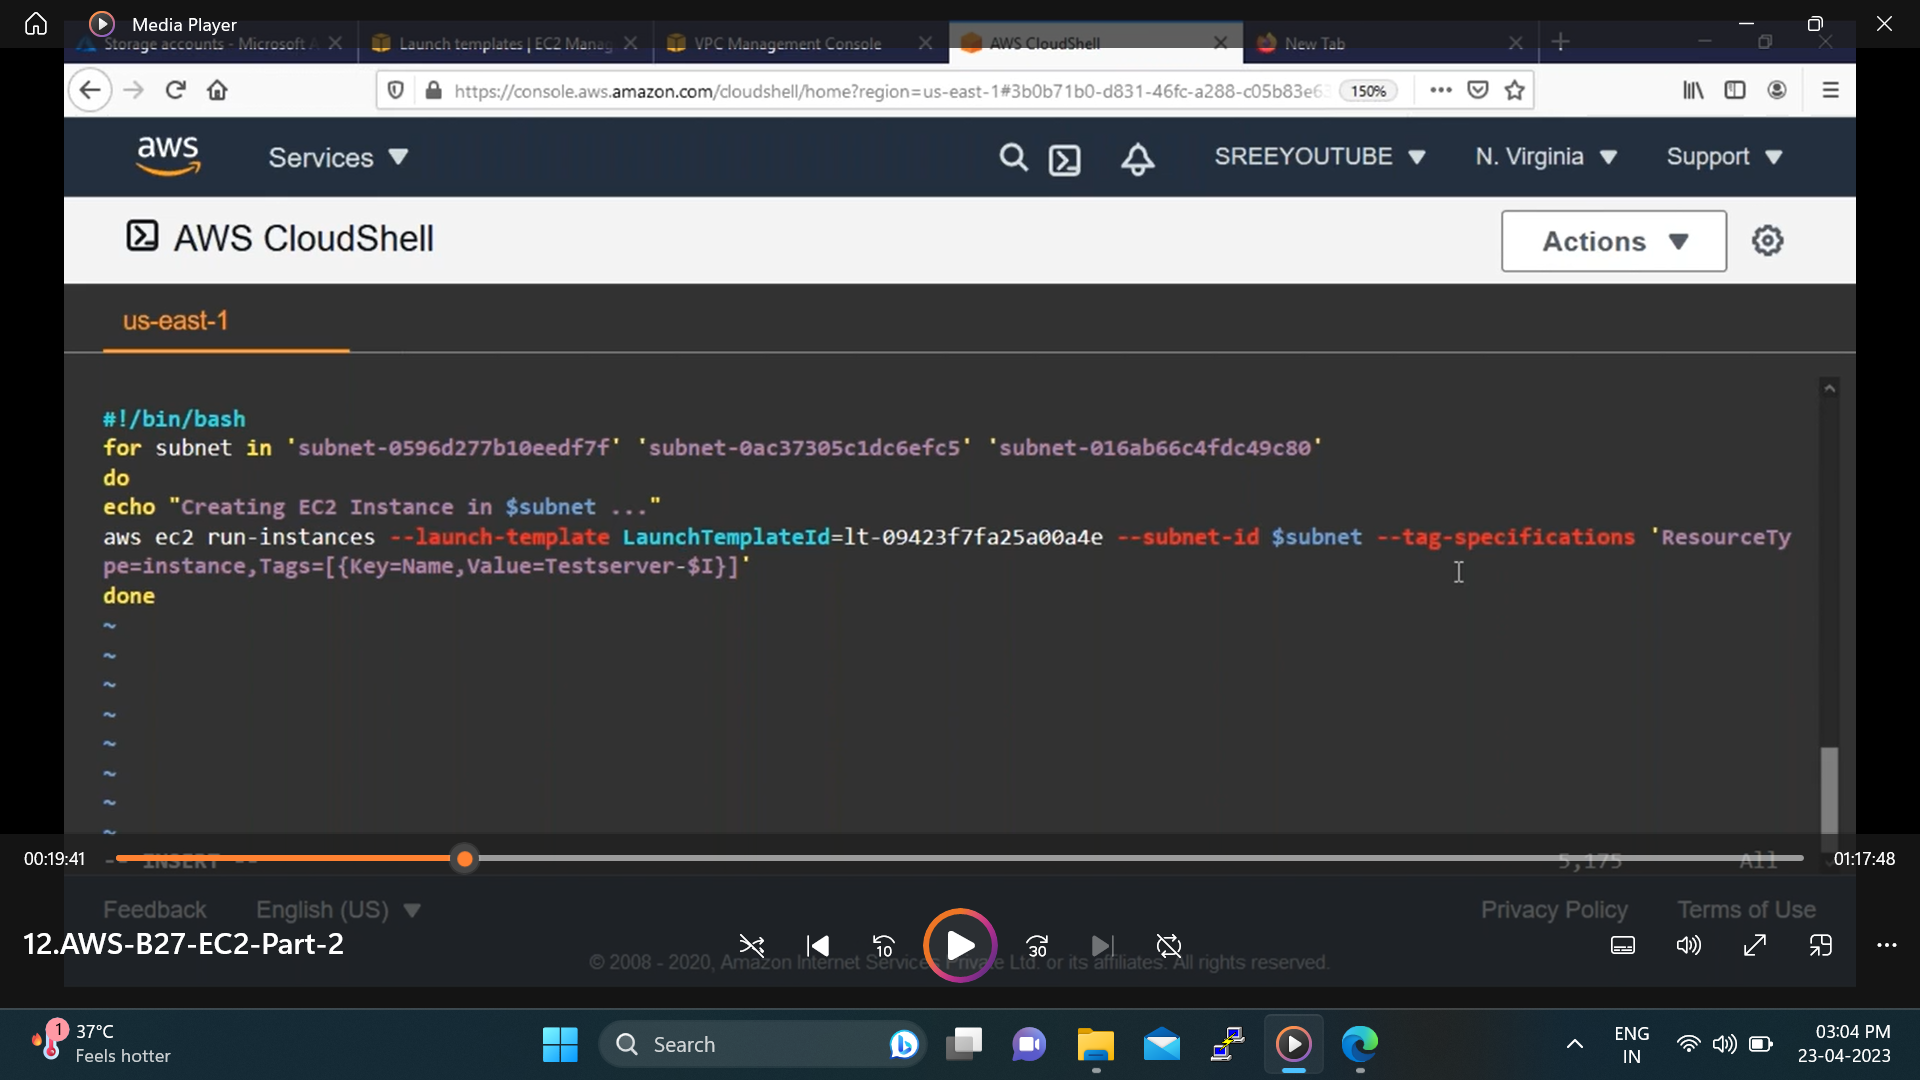 Media Player
Storage accounts - Microsoft A
Launch templates | EC2 Manag
VPC Management Console
AWS CloudShell
New Tab
https://console.aws.amazon.com/cloudshell/home?region=us-east-1#3b0b71b0-d831-46fc-a288-c05b83e63
150%
aws
Services
SREEYOUTUBE
N. Virginia
Support
AWS CloudShell
Actions
us-east-1
#!/bin/bash
for subnet in 'subnet-0596d277b10eedf7f' 'subnet-0ac37305c1dc6efc5' 'subnet-016ab66c4fdc49c80'
do
echo "Creating EC2 Instance in $subnet ..."
aws ec2 run-instances --launch-template LaunchTemplateId=lt-09423f7fa25a00a4e --subnet-id $subnet --tag-specifications 'ResourceTy
pe=instance,Tags=[{Key=Name,Value=Testserver-$I}]'
done
~
~
~
~
~
~
~
~
-- INSERT --
5,175
All
00:19:41
01:17:48
Feedback
English (US)
Privacy Policy
Terms of Use
12.AWS-B27-EC2-Part-2
10
30
© 2008 - 2020, Amazon Internet Services Private Ltd. or its affiliates. All rights reserved.
1
37°C
Feels hotter
Search
ENG
IN
03:04 PM
23-04-2023